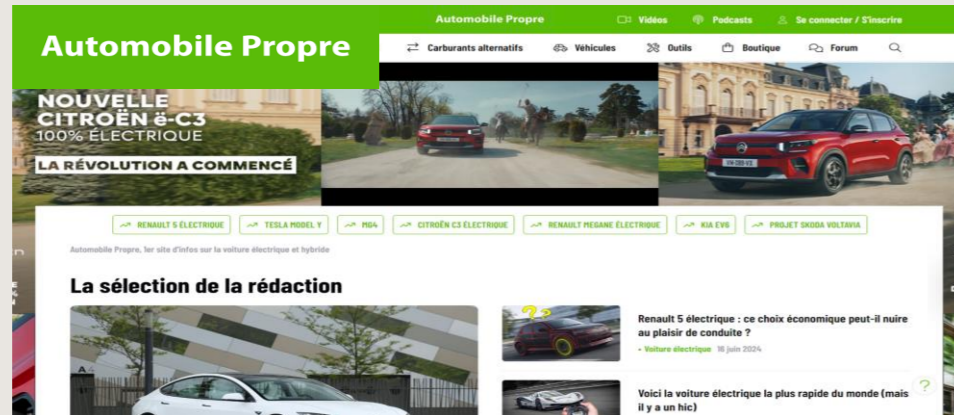 Automobile Propre
Automobile Propre
Vidéos
Podcasts
Se connecter / S'inscrire
Carburants alternatifs
Véhicules
Outils
Boutique
Forum
NOUVELLE
CITROËN ë-C3
100% ÉLECTRIQUE
LA RÉVOLUTION A COMMENCÉ
RENAULT 5 ÉLECTRIQUE
TESLA MODEL Y
MG4
CITROËN C3 ÉLECTRIQUE
RENAULT MEGANE ÉLECTRIQUE
KIA EV6
PROJET SKODA VOLTAVIA
Automobile Propre, 1er site d'infos sur la voiture électrique et hybride
La sélection de la rédaction
Renault 5 électrique : ce choix économique peut-il nuire
au plaisir de conduite ?
• Voiture électrique 16 juin 2024
Voici la voiture électrique la plus rapide du monde (mais
il y a un hic)
?